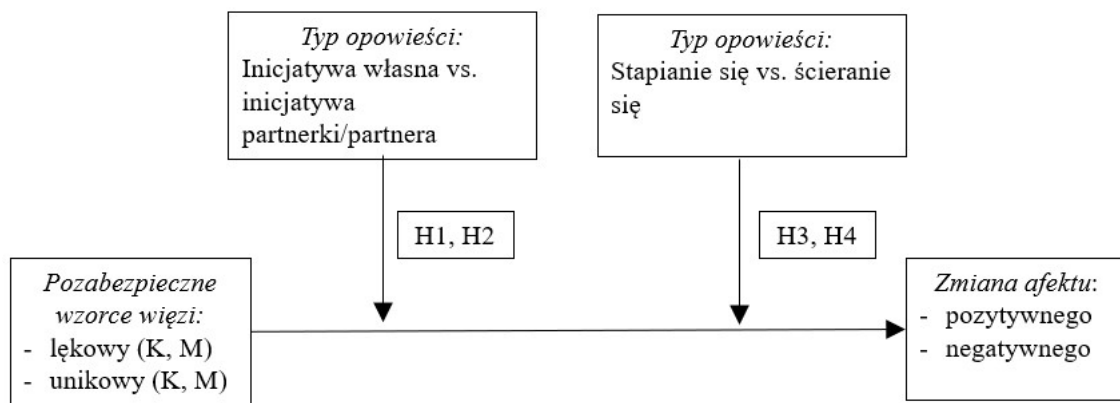 Typ opowieści:
Inicjatywa własna vs.
inicjatywa
partnerki/partnera
Typ opowieści:
Stapianie się vs. ścieranie
się
H1, H2
H3, H4
Pozabezpieczne
wzorce więzi:
- lękowy (K, M)
- unikowy (K, M)
Zmiana afektu:
- pozytywnego
- negatywnego